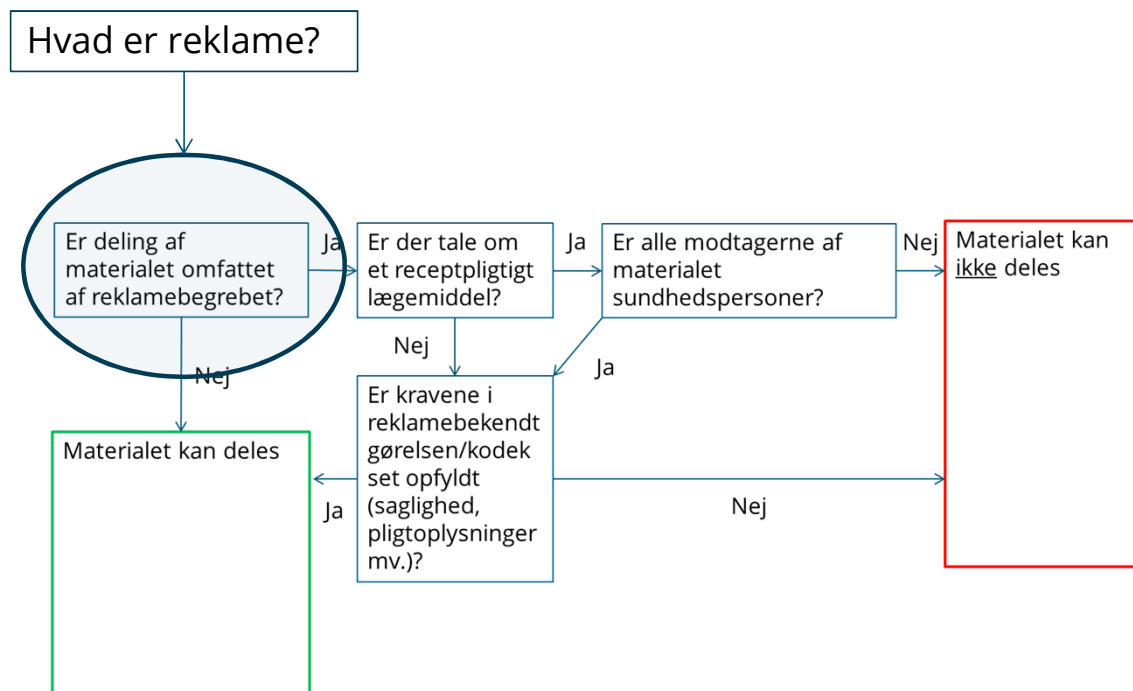 Hvad er reklame?
Er deling af
materialet omfattet
af reklamebegrebet?
Ja
Er der tale om
et receptpligtigt
lægemiddel?
Ja
Er alle modtagerne af
materialet
sundhedspersoner?
Nej
Materialet kan
ikke deles
Nej
Nej
Ja
Materialet kan deles
Ja
Er kravene i
reklamebekendt
gørelsen/kodek
set opfyldt
(saglighed,
pligtoplysninger
mv.)?
Nej